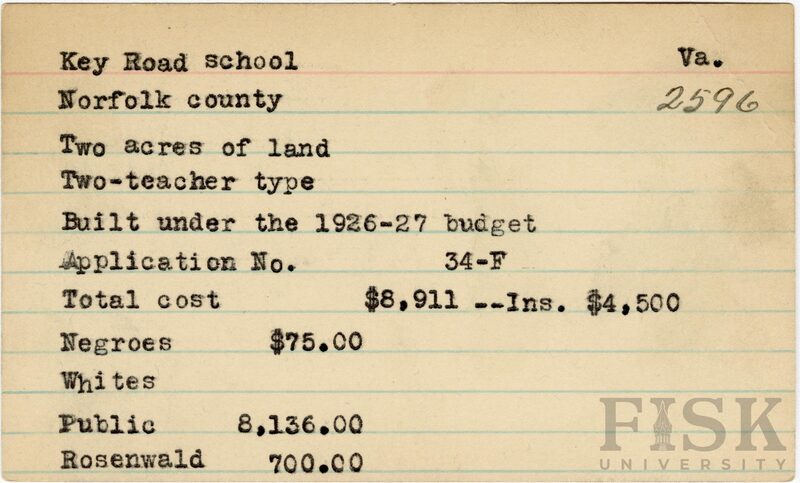 Key Road school Va.
Norfolk county 2596
Two acres of land
Two-teacher type
Built under the 1926-27 budget
Application No. 34-F
Total cost $8,911 --Ins. $4,500
Negroes $75.00
Whites
Public 8,136.00
Rosenwald 700.00
FISK
UNIVERSITY